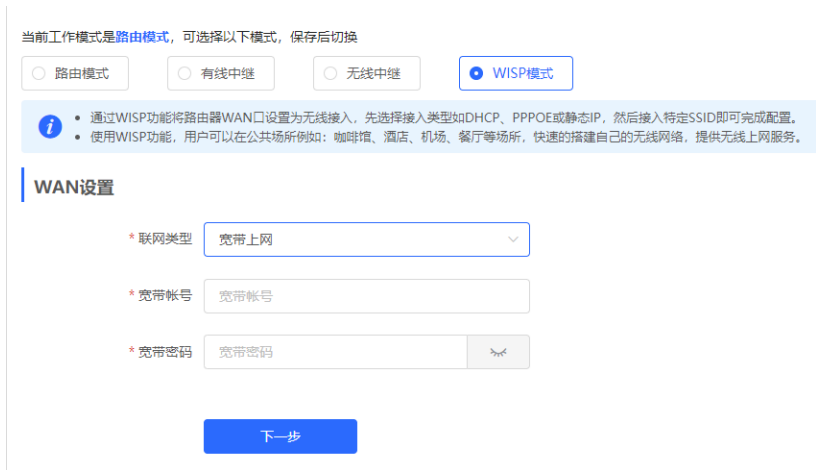 当前工作模式是路由模式，可选择以下模式，保存后切换
路由模式 有线中继 无线中继 WISP模式
• 通过WISP功能将路由器WAN口设置为无线接入，先选择接入类型如DHCP、PPPOE或静态IP，然后接入特定SSID即可完成配置。
• 使用WISP功能，用户可以在公共场所例如：咖啡馆、酒店、机场、餐厅等场所，快速的搭建自己的无线网络，提供无线上网服务。
WAN设置
* 联网类型 宽带上网
* 宽带帐号 宽带帐号
* 宽带密码 宽带密码
下一步